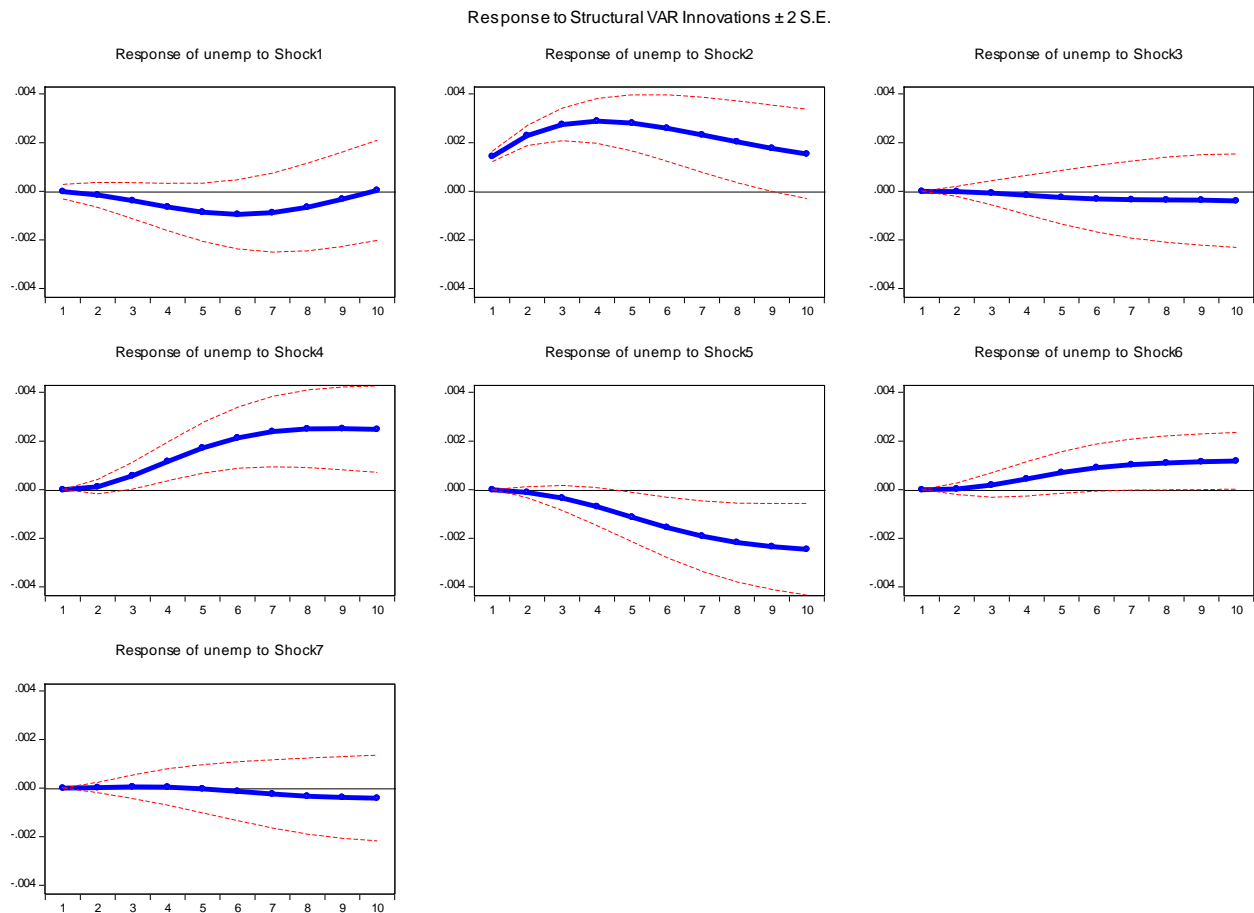 Response to Structural VAR Innovations ± 2 S.E.
Response of unemp to Shock1
.004
.002
.000
-.002
-.004
1 2 3 4 5 6 7 8 9 10
Response of unemp to Shock2
.004
.002
.000
-.002
-.004
1 2 3 4 5 6 7 8 9 10
Response of unemp to Shock3
.004
.002
.000
-.002
-.004
1 2 3 4 5 6 7 8 9 10
Response of unemp to Shock4
.004
.002
.000
-.002
-.004
1 2 3 4 5 6 7 8 9 10
Response of unemp to Shock5
.004
.002
.000
-.002
-.004
1 2 3 4 5 6 7 8 9 10
Response of unemp to Shock6
.004
.002
.000
-.002
-.004
1 2 3 4 5 6 7 8 9 10
Response of unemp to Shock7
.004
.002
.000
-.002
-.004
1 2 3 4 5 6 7 8 9 10